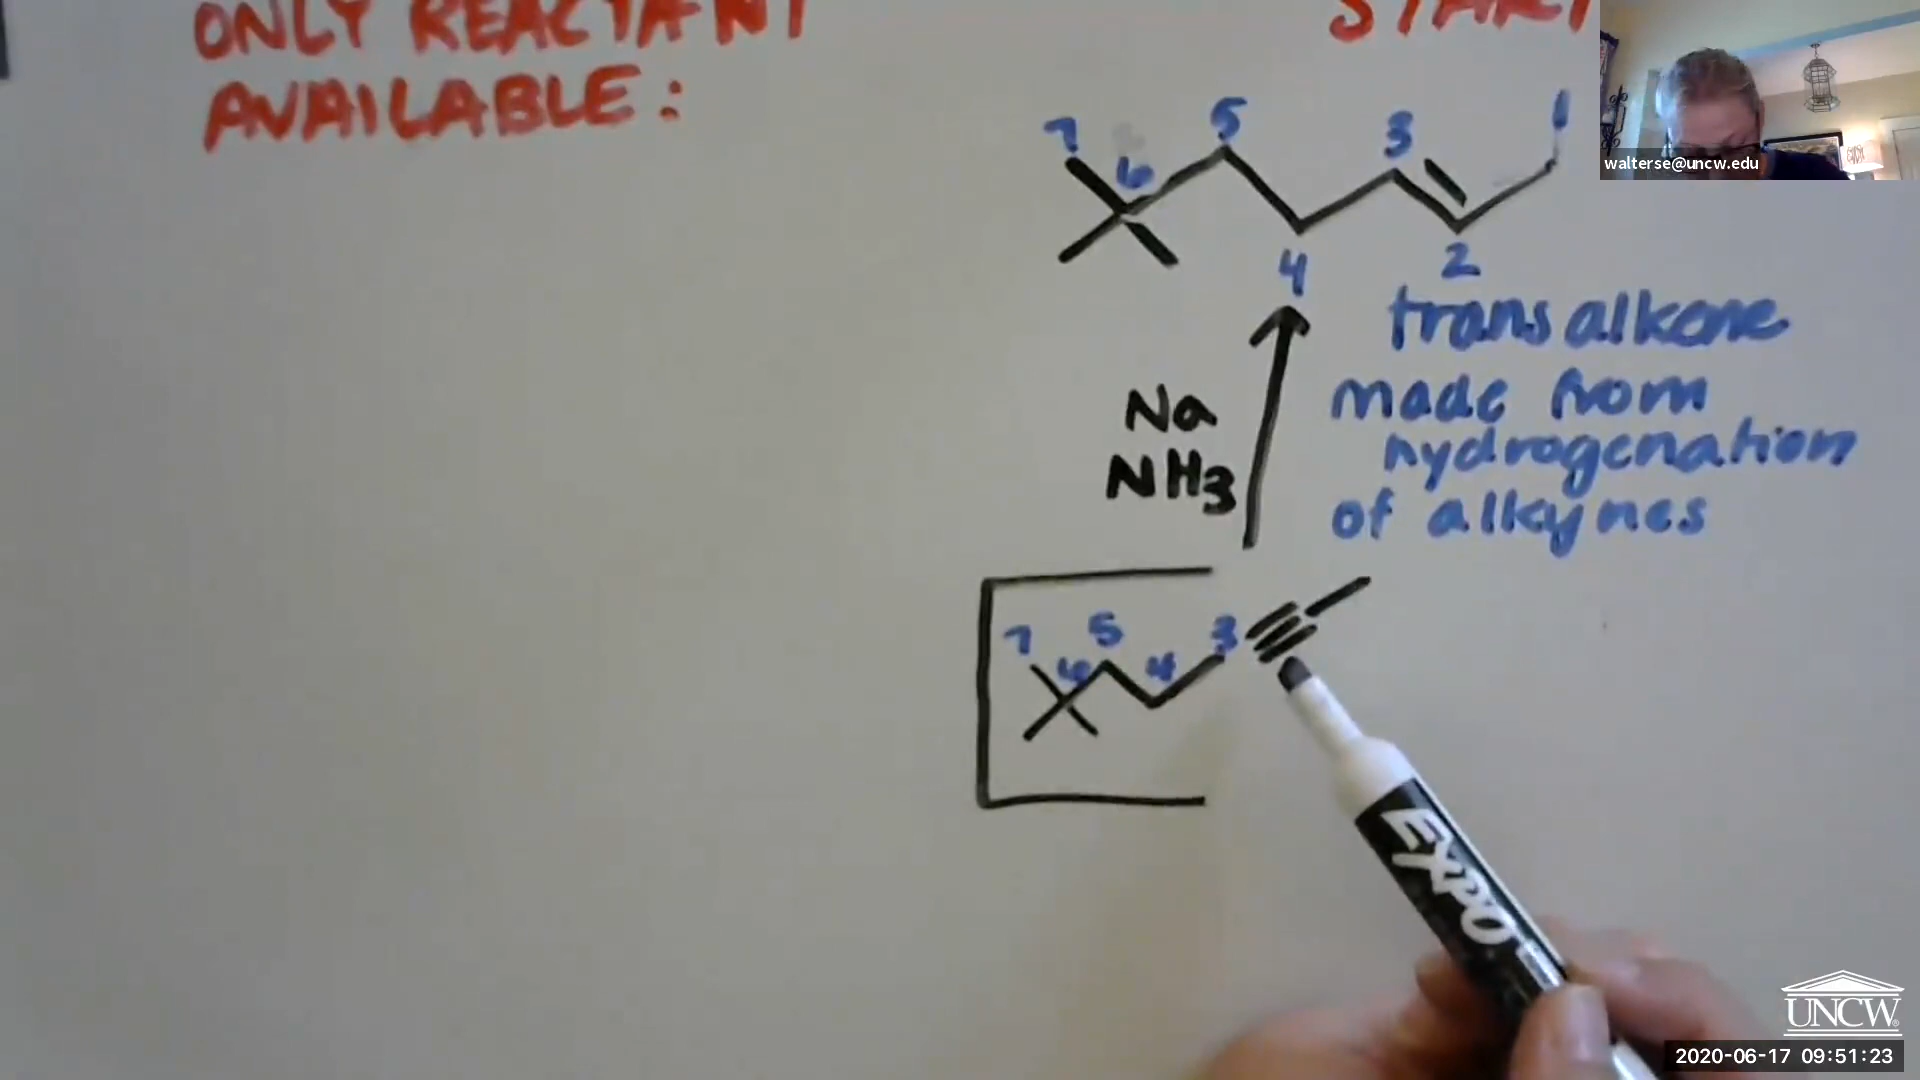 ONLY REACTANT
AVAILABLE:
START
walterse@uncw.edu
7
6
5
4
3
2
1
trans alkene
made from
hydrogenation
of alkynes
Na
NH3
7
6
5
4
3
EXPO
UNCW
2020-06-17 09:51:23